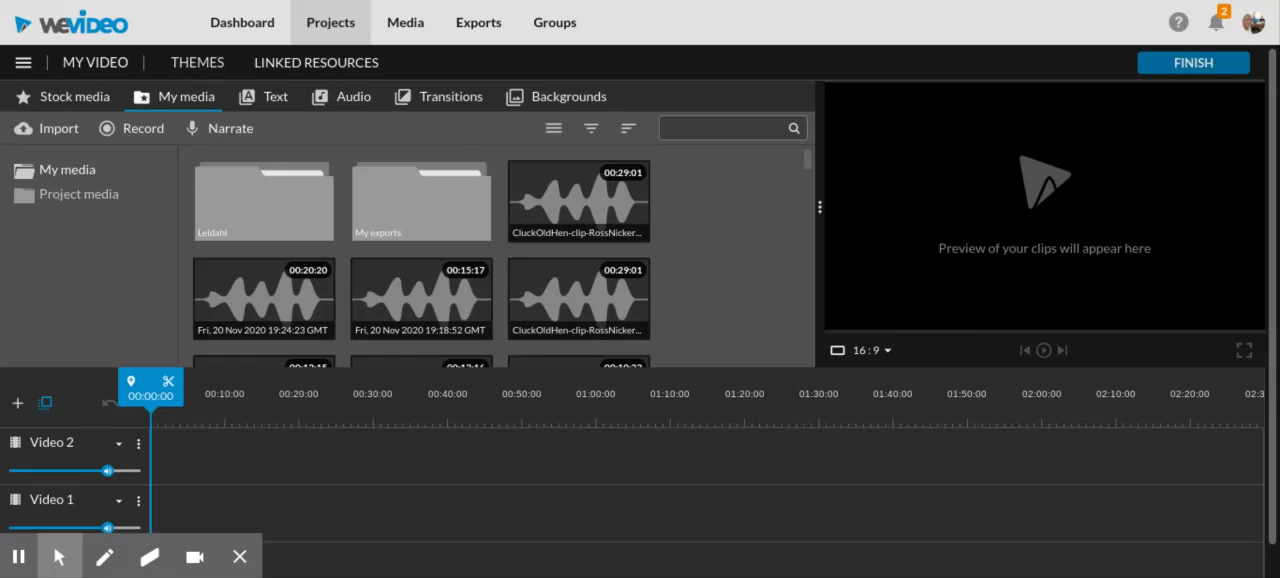 WEVIDEO Dashboard Projects Media Exports Groups 2
MY VIDEO THEMES LINKED RESOURCES FINISH
Stock media My media Text Audio Transitions Backgrounds
Import Record Narrate
My media
Project media
Leidahl
My exports
00:29:01
CluckOldHen-clip-RossNicker...
00:20:20
Fri, 20 Nov 2020 19:24:23 GMT
00:15:17
Fri, 20 Nov 2020 19:18:52 GMT
00:29:01
CluckOldHen-clip-RossNicker...
Preview of your clips will appear here
16:9
00:00:00 00:10:00 00:20:00 00:30:00 00:40:00 00:50:00 01:00:00 01:10:00 01:20:00 01:30:00 01:40:00 01:50:00 02:00:00 02:10:00 02:20:00 02:3
Video 2
Video 1